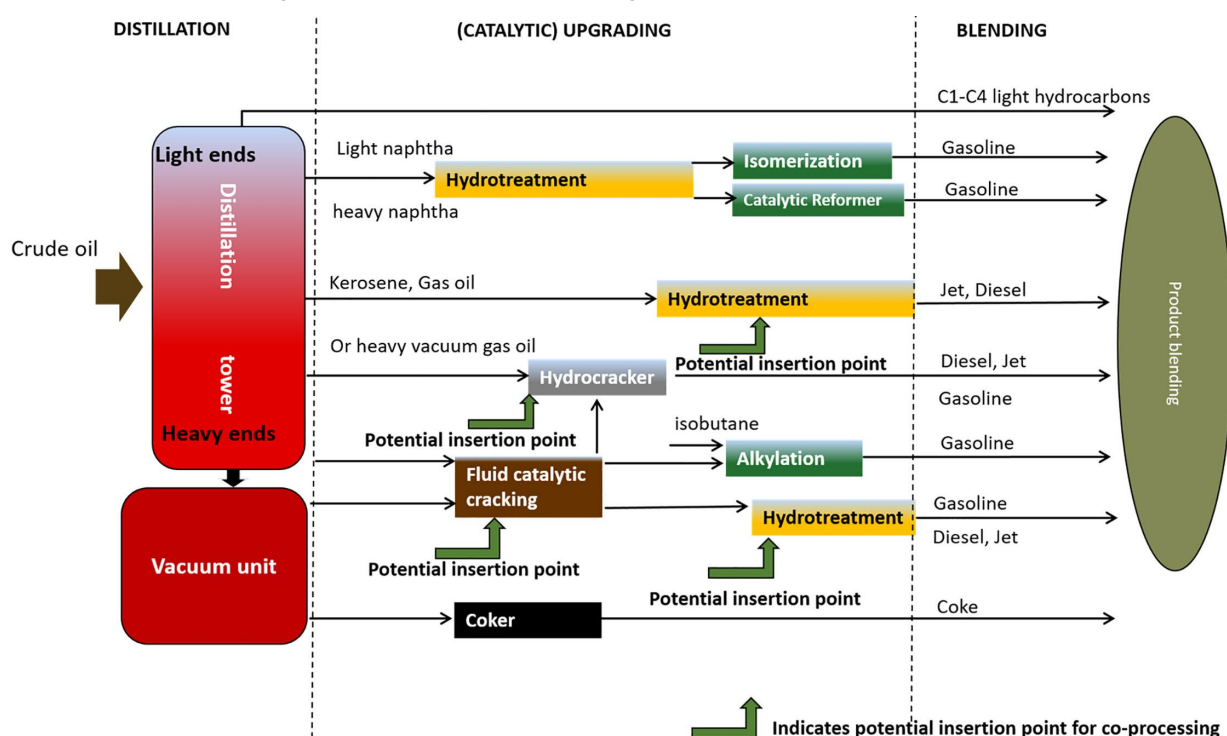 DISTILLATION
(CATALYTIC) UPGRADING
BLENDING
C1-C4 light hydrocarbons
Light ends
Light naphtha
Isomerization
Gasoline
Hydrotreatment
Catalytic Reformer
Gasoline
heavy naphtha
Distillation
tower
Crude oil
Kerosene, Gas oil
Hydrotreatment
Jet, Diesel
Product blending
Or heavy vacuum gas oil
Potential insertion point
Diesel, Jet
Hydrocracker
Gasoline
Heavy ends
Potential insertion point
isobutane
Gasoline
Fluid catalytic
cracking
Alkylation
Gasoline
Hydrotreatment
Diesel, Jet
Vacuum unit
Potential insertion point
Potential insertion point
Coker
Coke
Indicates potential insertion point for co-processing